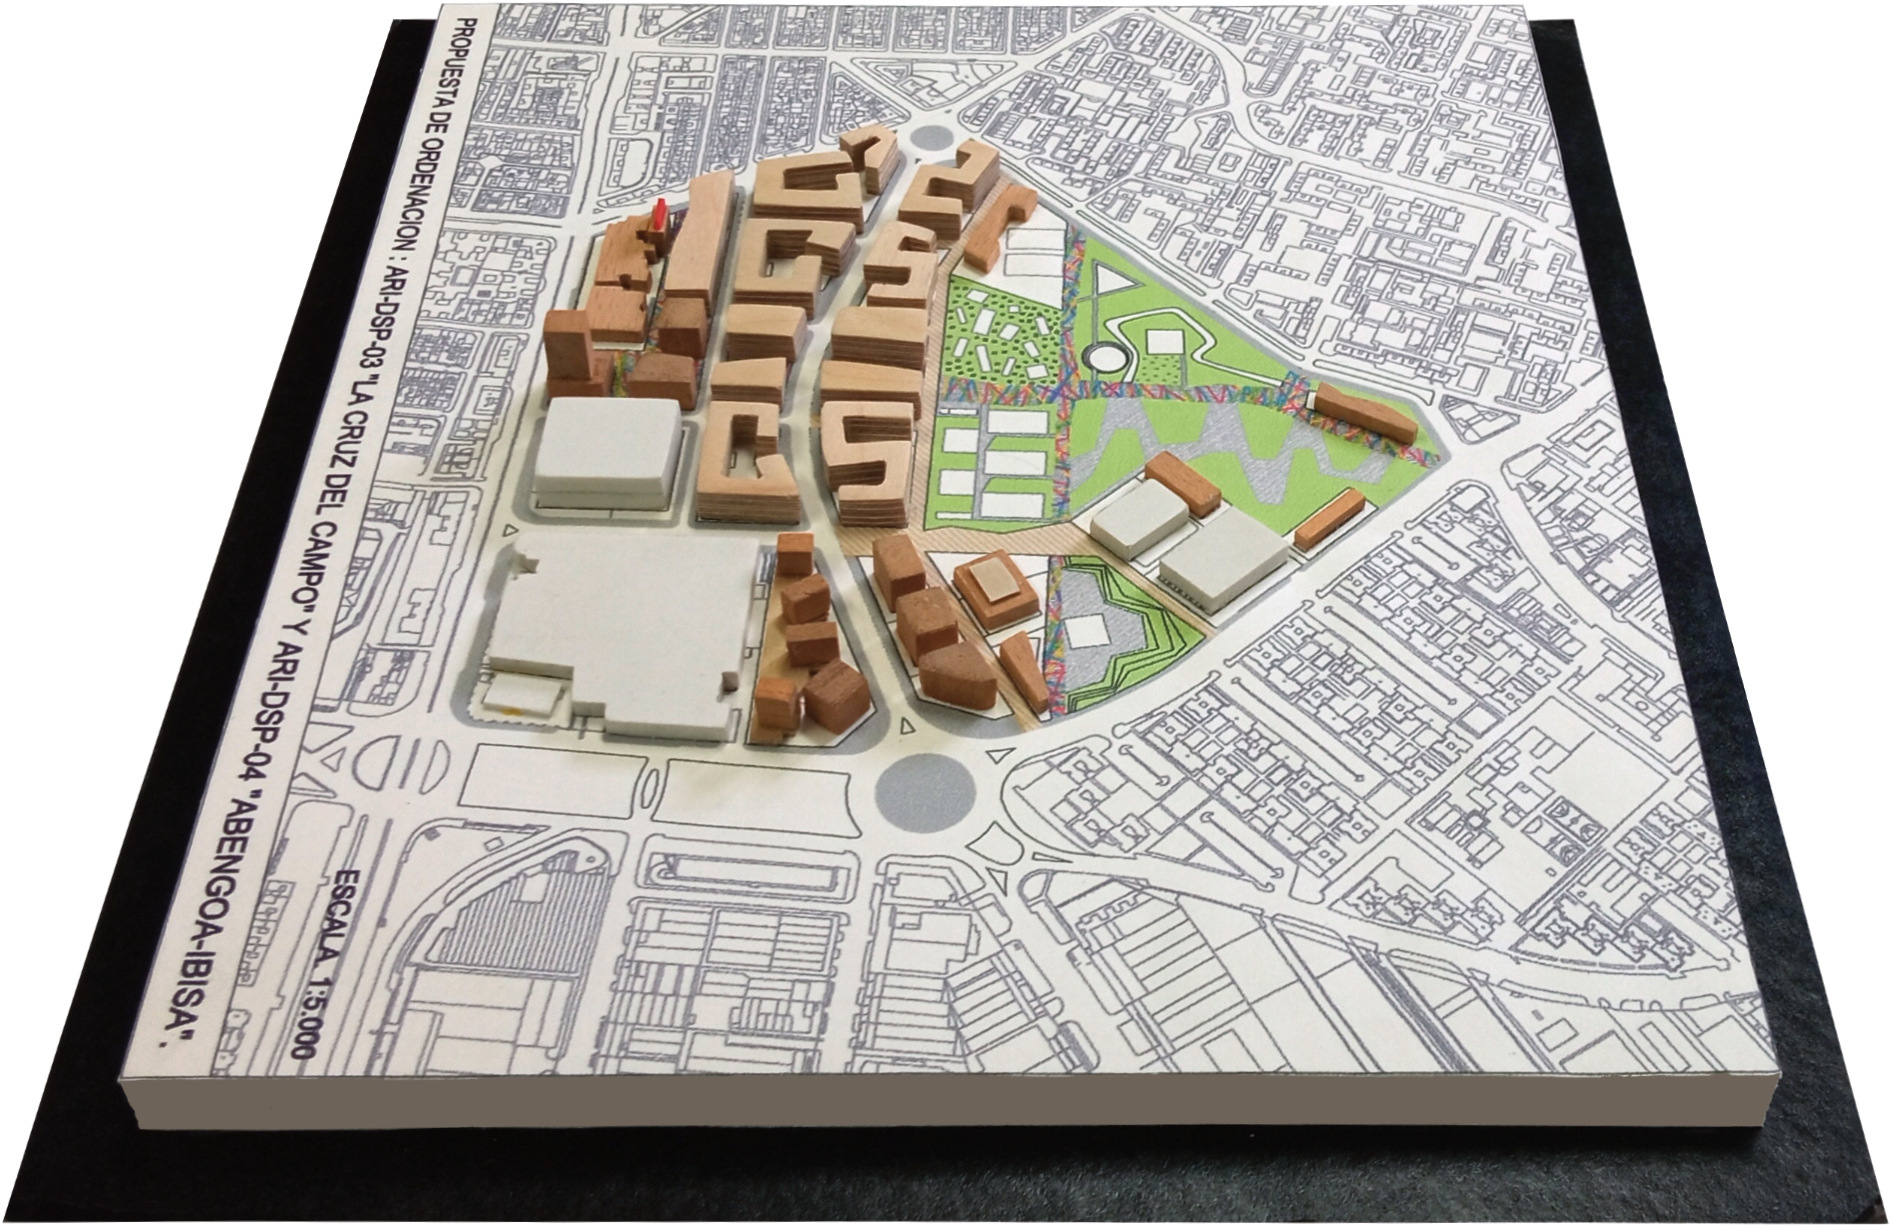 PROPUESTA DE ORDENACION : ARI-DSP-03 "LA CRUZ DEL CAMPO" Y ARI-DSP-04 "ABENGOA-IBISA".
ESCALA 1:5.000